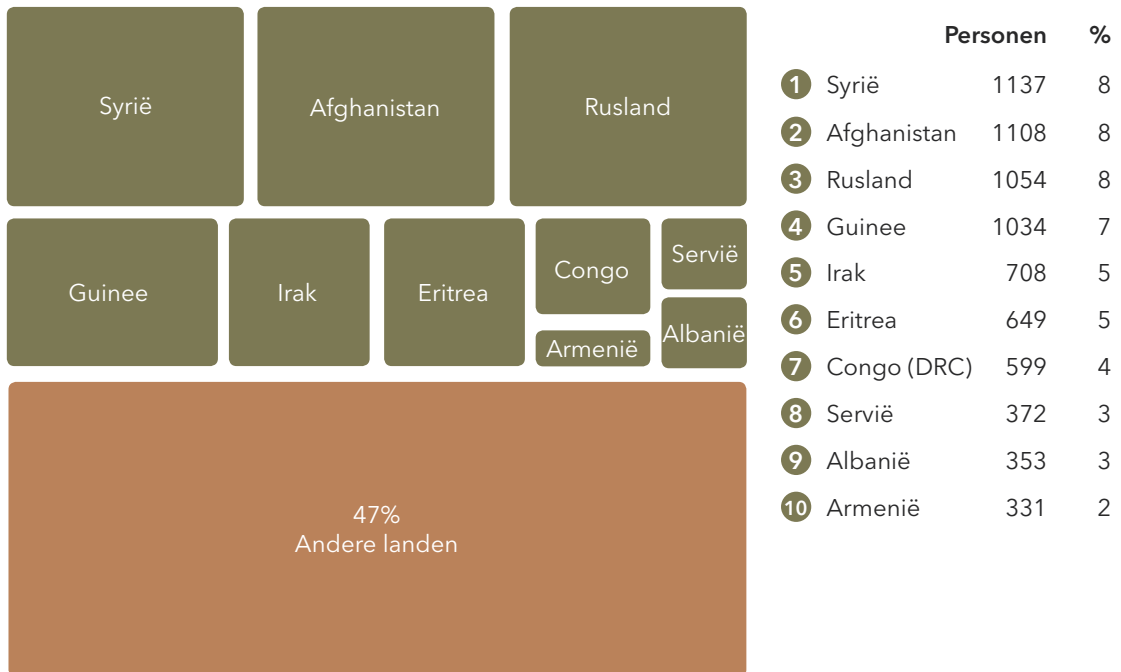 Syrië
Afghanistan
Rusland
Guinee
Irak
Eritrea
Congo
Servië
Armenië
Albanië
47%
Andere landen
Personen %
1 Syrië 1137 8
2 Afghanistan 1108 8
3 Rusland 1054 8
4 Guinee 1034 7
5 Irak 708 5
6 Eritrea 649 5
7 Congo (DRC) 599 4
8 Servië 372 3
9 Albanië 353 3
10 Armenië 331 2